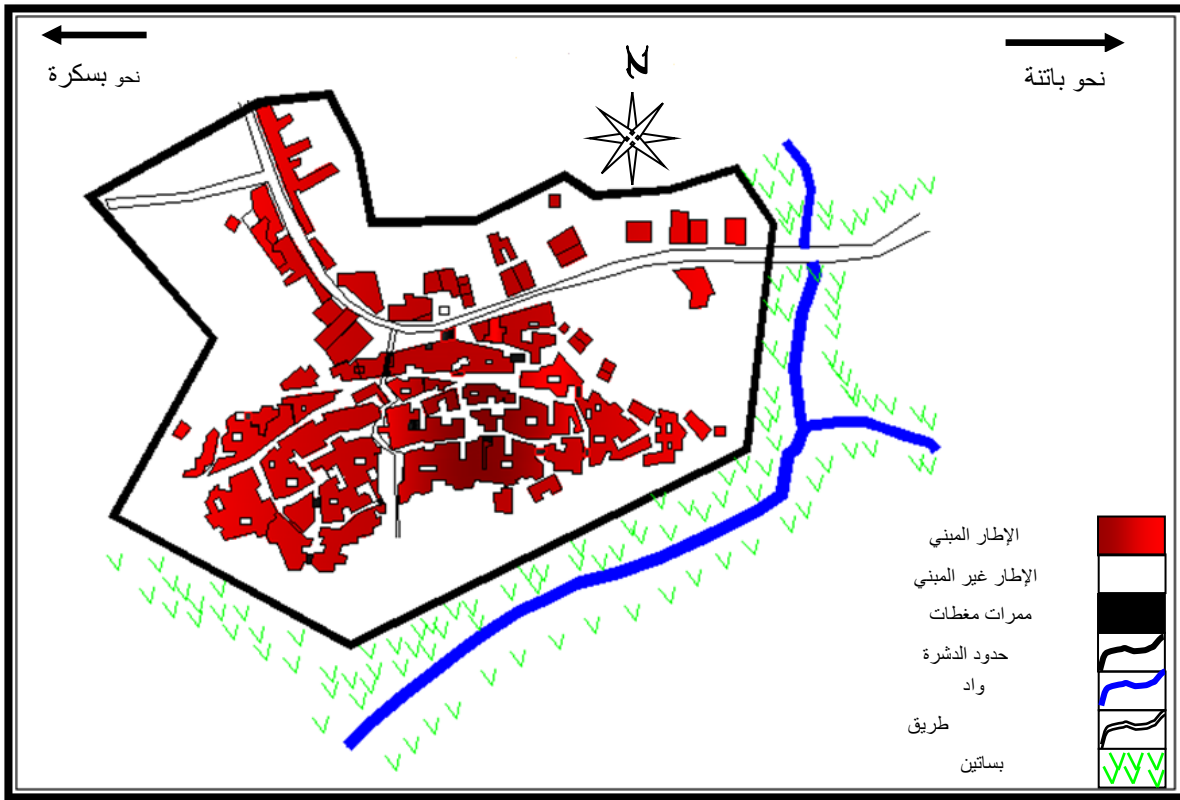 نحو باتنة
نحو بسكرة
N
الإطار المبني
الإطار غير المبني
ممرات مغطات
حدود الدشرة
واد
طريق
بساتين